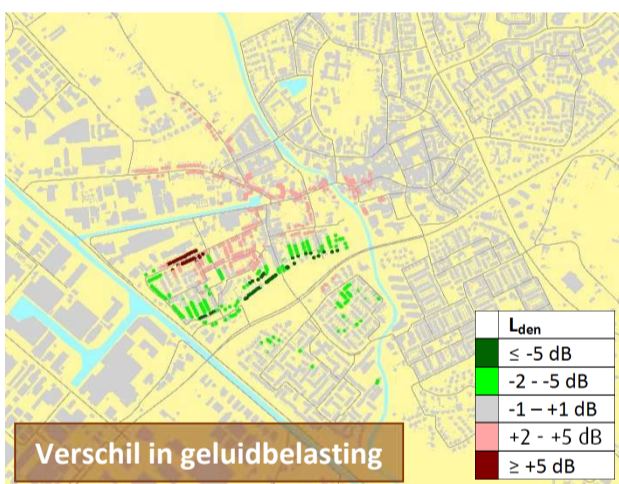 Lden
≤ -5 dB
-2 - -5 dB
-1 – +1 dB
+2 - +5 dB
≥ +5 dB
Verschil in geluidbelasting